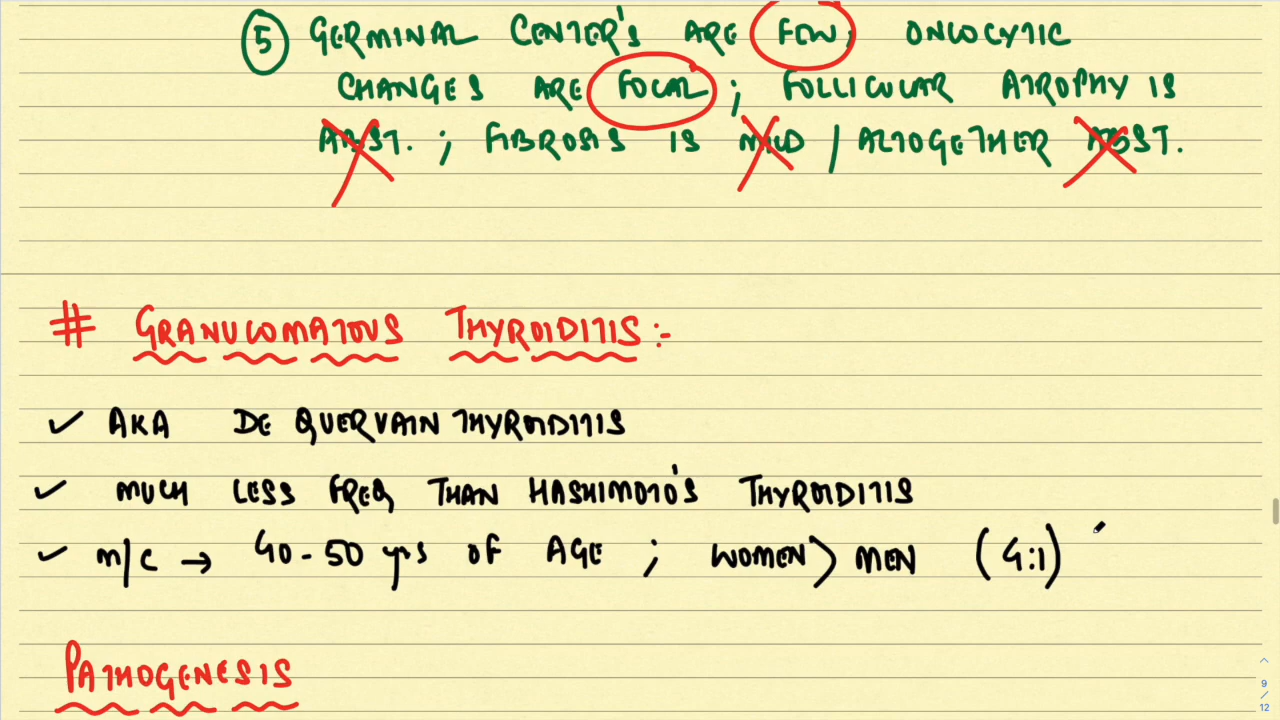 ⑤ GERMINAL CENTER'S ARE FEW; ONCOCYTIC
CHANGES ARE FOCAL ; FOLLICULAR ATROPHY IS
ABST. ; FIBROSIS IS MILD / ALTOGETHER ABST.
# GRANULOMATOUS THYROIDITIS :-
✓ AKA DE QUERVAIN THYROIDITIS
✓ MUCH LESS FREQ THAN HASHIMOTO'S THYROIDITIS
✓ M/C → 40-50 yrs OF AGE ; WOMEN > MEN (4:1)
PATHOGENESIS
9
/
12